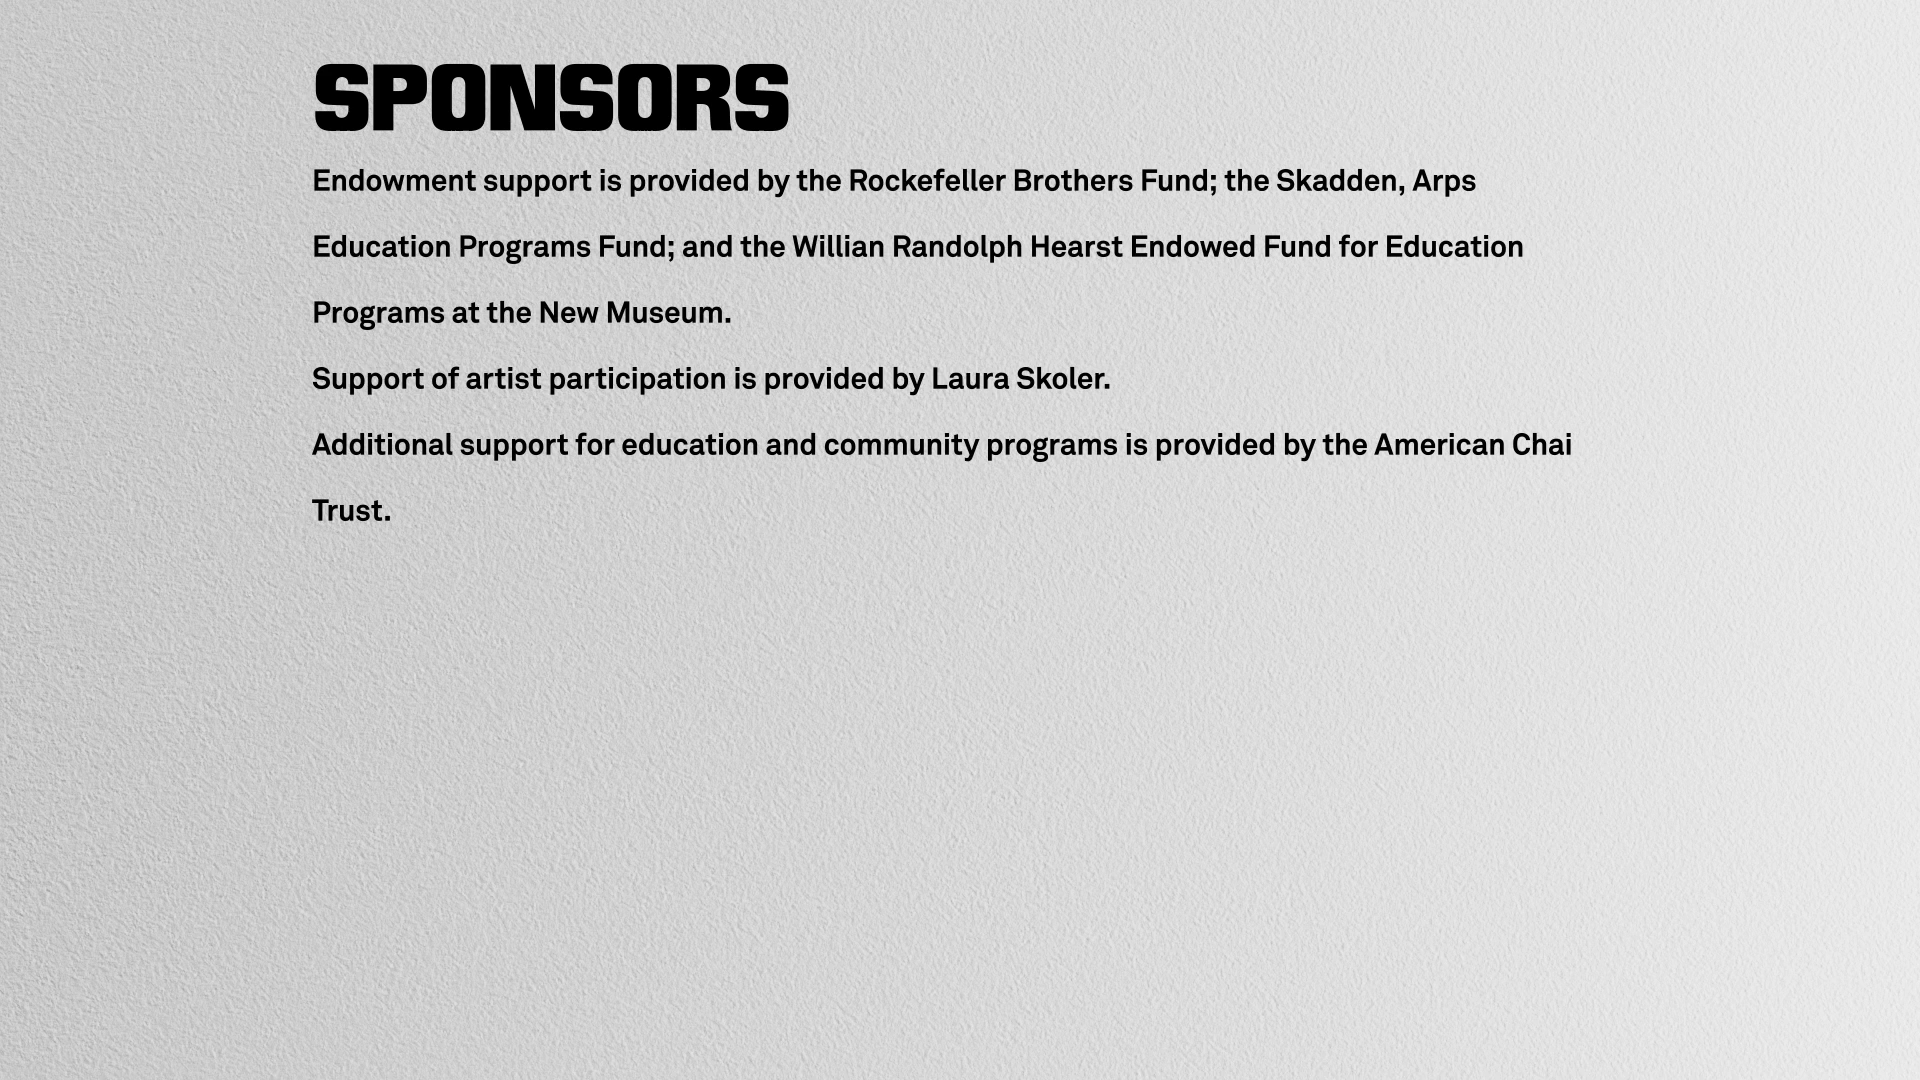 SPONSORS
Endowment support is provided by the Rockefeller Brothers Fund; the Skadden, Arps
Education Programs Fund; and the Willian Randolph Hearst Endowed Fund for Education
Programs at the New Museum.
Support of artist participation is provided by Laura Skoler.
Additional support for education and community programs is provided by the American Chai
Trust.